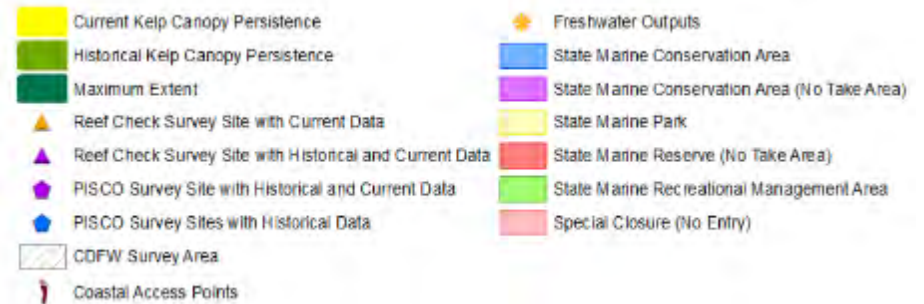 Current Kelp Canopy Persistence
Historical Kelp Canopy Persistence
Maximum Extent
Reef Check Survey Site with Current Data
Reef Check Survey Site with Historical and Current Data
PISCO Survey Site with Historical and Current Data
PISCO Survey Sites with Historical Data
CDFW Survey Area
Coastal Access Points
Freshwater Outputs
State Marine Conservation Area
State Marine Conservation Area (No Take Area)
State Marine Park
State Marine Reserve (No Take Area)
State Marine Recreational Management Area
Special Closure (No Entry)